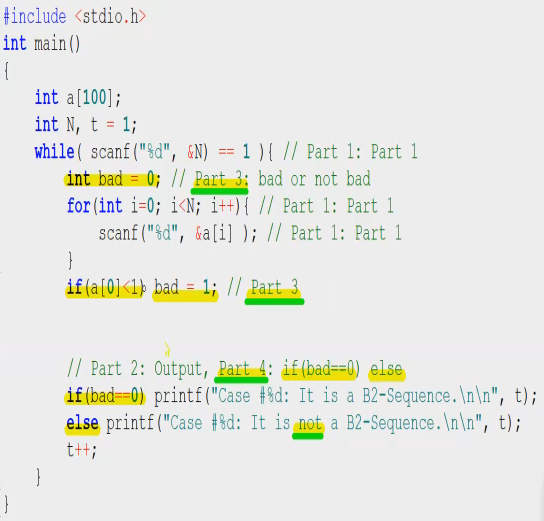 #include <stdio.h>
int main()
{
    int a[100];
    int N, t = 1;
    while( scanf("%d", &N) == 1 ){ // Part 1: Part 1
        int bad = 0; // Part 3: bad or not bad
        for(int i=0; i<N; i++){ // Part 1: Part 1
            scanf("%d", &a[i] ); // Part 1: Part 1
        }
        if(a[0]<1) bad = 1; // Part 3
        // Part 2: Output, Part 4: if(bad==0) else
        if(bad==0) printf("Case #%d: It is a B2-Sequence.\n\n", t);
        else printf("Case #%d: It is not a B2-Sequence.\n\n", t);
        t++;
    }
}